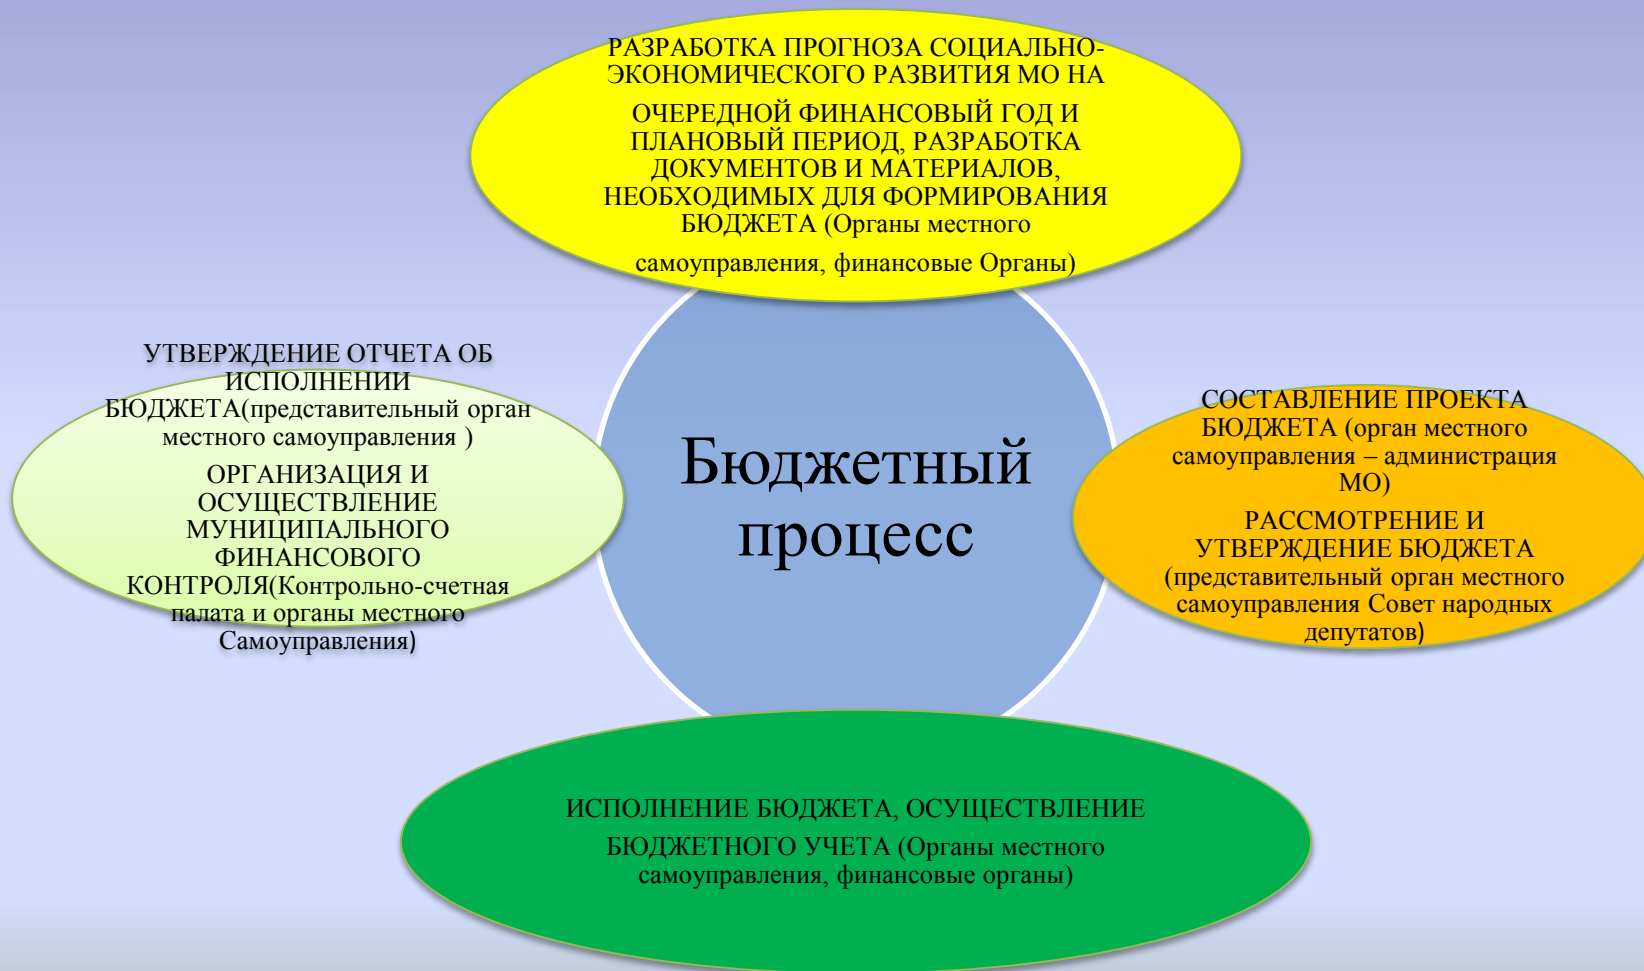 РАЗРАБОТКА ПРОГНОЗА СОЦИАЛЬНО-
ЭКОНОМИЧЕСКОГО РАЗВИТИЯ МО НА
ОЧЕРЕДНОЙ ФИНАНСОВЫЙ ГОД И
ПЛАНОВЫЙ ПЕРИОД, РАЗРАБОТКА
ДОКУМЕНТОВ И МАТЕРИАЛОВ,
НЕОБХОДИМЫХ ДЛЯ ФОРМИРОВАНИЯ
БЮДЖЕТА (Органы местного
самоуправления, финансовые Органы)
УТВЕРЖДЕНИЕ ОТЧЕТА ОБ
ИСПОЛНЕНИИ
БЮДЖЕТА(представительный орган
местного самоуправления )
ОРГАНИЗАЦИЯ И
ОСУЩЕСТВЛЕНИЕ
МУНИЦИПАЛЬНОГО
ФИНАНСОВОГО
КОНТРОЛЯ(Контрольно-счетная
палата и органы местного
Самоуправления)
Бюджетный
процесс
СОСТАВЛЕНИЕ ПРОЕКТА
БЮДЖЕТА (орган местного
самоуправления – администрация
МО)
РАССМОТРЕНИЕ И
УТВЕРЖДЕНИЕ БЮДЖЕТА
(представительный орган местного
самоуправления Совет народных
депутатов)
ИСПОЛНЕНИЕ БЮДЖЕТА, ОСУЩЕСТВЛЕНИЕ
БЮДЖЕТНОГО УЧЕТА (Органы местного
самоуправления, финансовые органы)